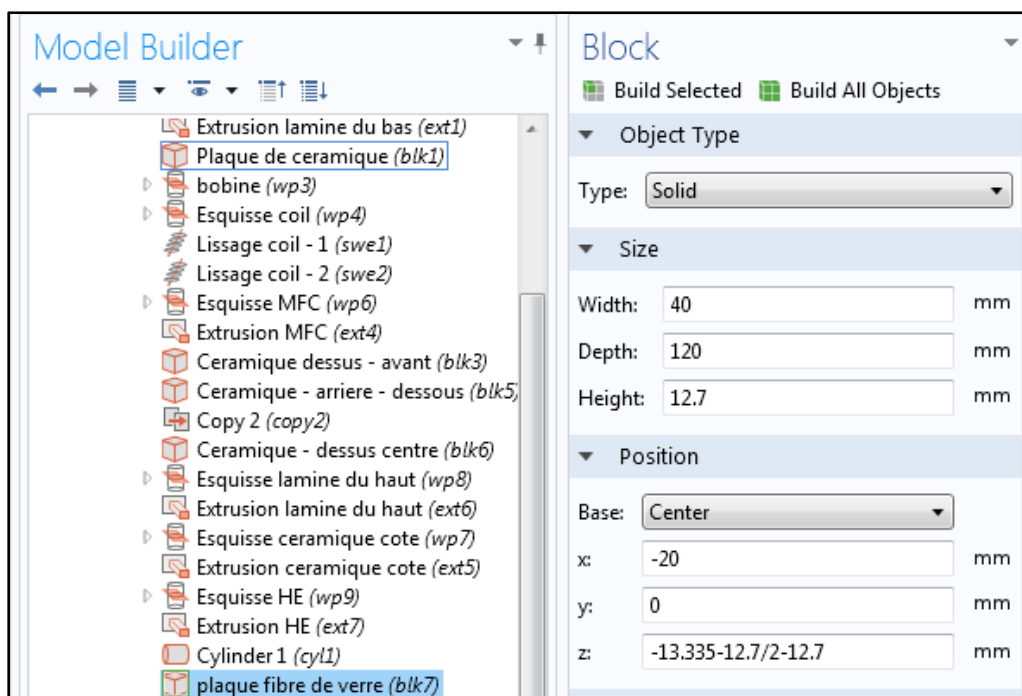 Model Builder
Extrusion lamine du bas (ext1)
Plaque de ceramique (blk1)
bobine (wp3)
Esquisse coil (wp4)
Lissage coil - 1 (swe1)
Lissage coil - 2 (swe2)
Esquisse MFC (wp6)
Extrusion MFC (ext4)
Ceramique dessus - avant (blk3)
Ceramique - arriere - dessous (blk5)
Copy 2 (copy2)
Ceramique - dessus centre (blk6)
Esquisse lamine du haut (wp8)
Extrusion lamine du haut (ext6)
Esquisse ceramique cote (wp7)
Extrusion ceramique cote (ext5)
Esquisse HE (wp9)
Extrusion HE (ext7)
Cylinder 1 (cyl1)
plaque fibre de verre (blk7)
Block
Build Selected Build All Objects
Object Type
Type: Solid
Size
Width: 40 mm
Depth: 120 mm
Height: 12.7 mm
Position
Base: Center
x: -20 mm
y: 0 mm
z: -13.335-12.7/2-12.7 mm